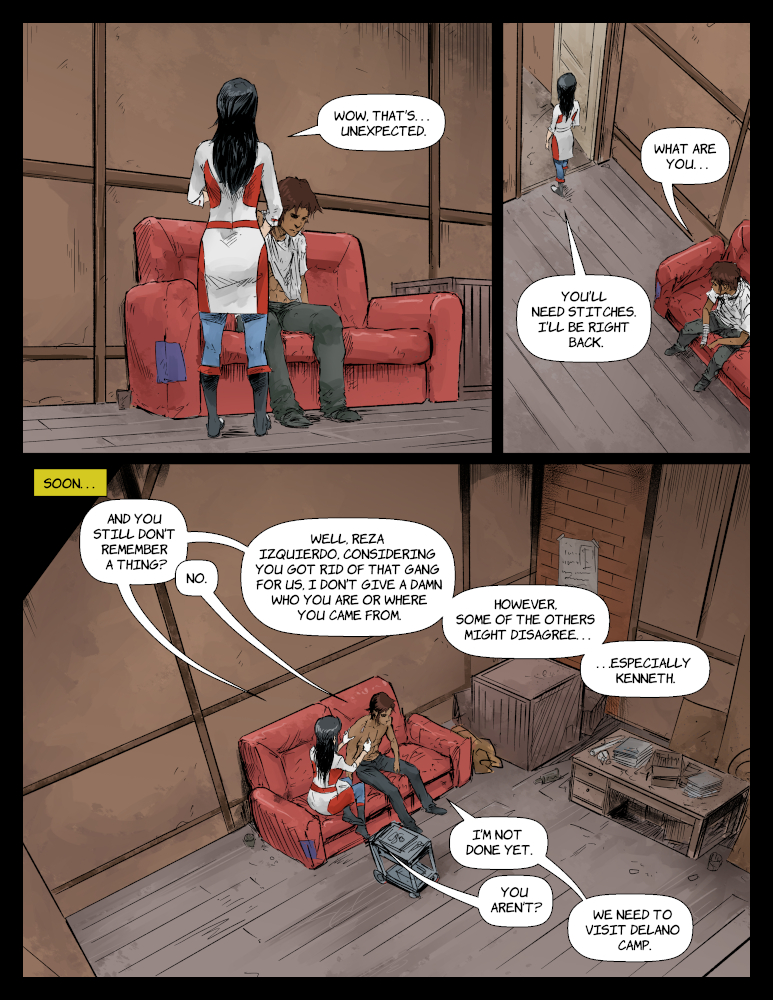 WOW, THAT'S...
UNEXPECTED.
WHAT ARE
YOU...
YOU'LL
NEED STITCHES.
I'LL BE RIGHT
BACK.
SOON...
AND YOU
STILL DON'T
REMEMBER
A THING?
NO.
WELL, REZA
IZQUIERDO, CONSIDERING
YOU GOT RID OF THAT GANG
FOR US, I DON'T GIVE A DAMN
WHO YOU ARE OR WHERE
YOU CAME FROM.
HOWEVER,
SOME OF THE OTHERS
MIGHT DISAGREE...
...ESPECIALLY
KENNETH.
I'M NOT
DONE YET.
YOU
AREN'T?
WE NEED TO
VISIT DELANO
CAMP.